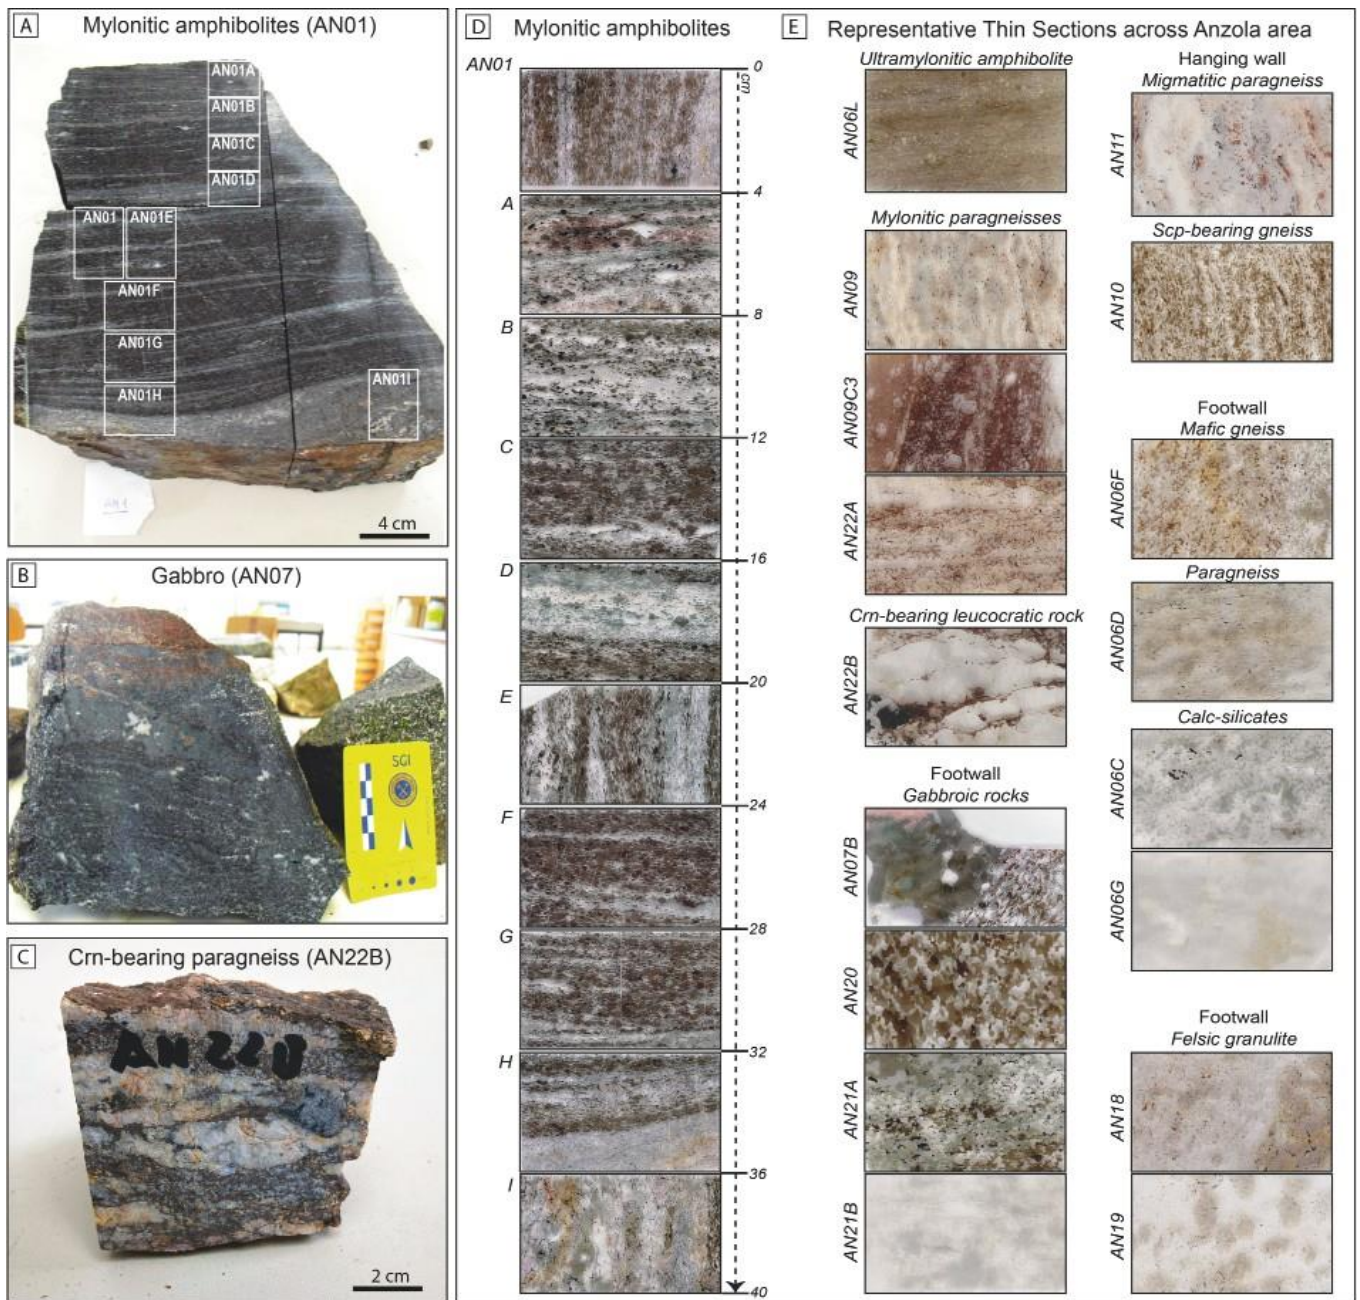 A Mylonitic amphibolites (AN01)
AN01A
AN01B
AN01C
AN01D
AN01 AN01E
AN01F
AN01G
AN01H
AN01I
AN1
4 cm
B Gabbro (AN07)
SGI
C Crn-bearing paragneiss (AN22B)
AN22B
2 cm
D Mylonitic amphibolites
AN01
0
cm
4
A
8
B
12
C
16
D
20
E
24
F
28
G
32
H
36
I
40
E Representative Thin Sections across Anzola area
Ultramylonitic amphibolite
AN06L
Mylonitic paragneisses
AN09
AN09C3
AN22A
Crn-bearing leucocratic rock
AN22B
Footwall
Gabbroic rocks
AN07B
AN20
AN21A
AN21B
Hanging wall
Migmatitic paragneiss
AN11
Scp-bearing gneiss
AN10
Footwall
Mafic gneiss
AN06F
Paragneiss
AN06D
Calc-silicates
AN06C
AN06G
Footwall
Felsic granulite
AN18
AN19